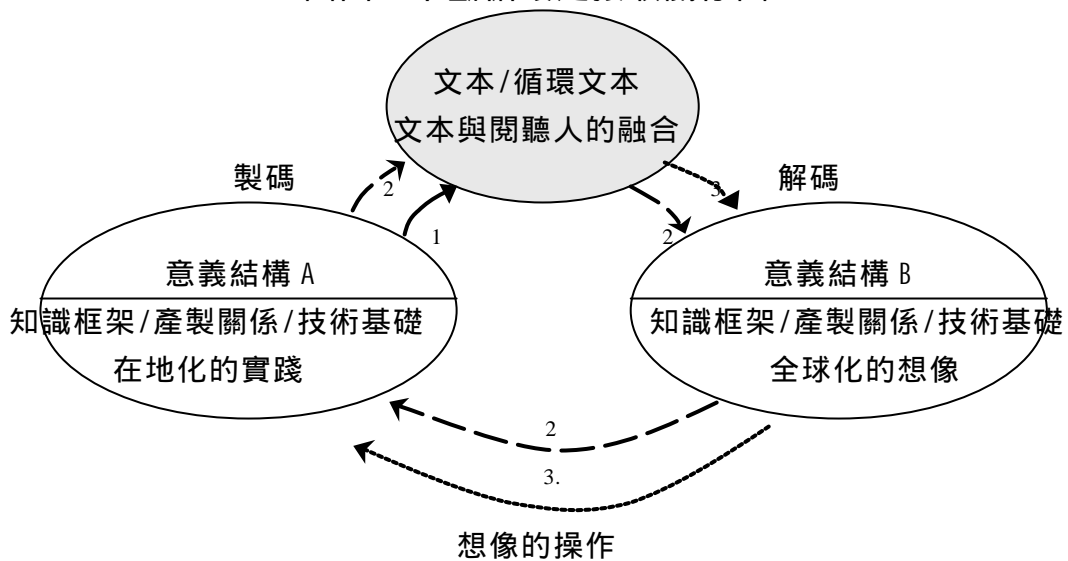 文本/循環文本
文本與閱聽人的融合
製碼
解碼
2
3
1
2
意義結構 A
知識框架/產製關係/技術基礎
在地化的實踐
意義結構 B
知識框架/產製關係/技術基礎
全球化的想像
2
3.
想像的操作